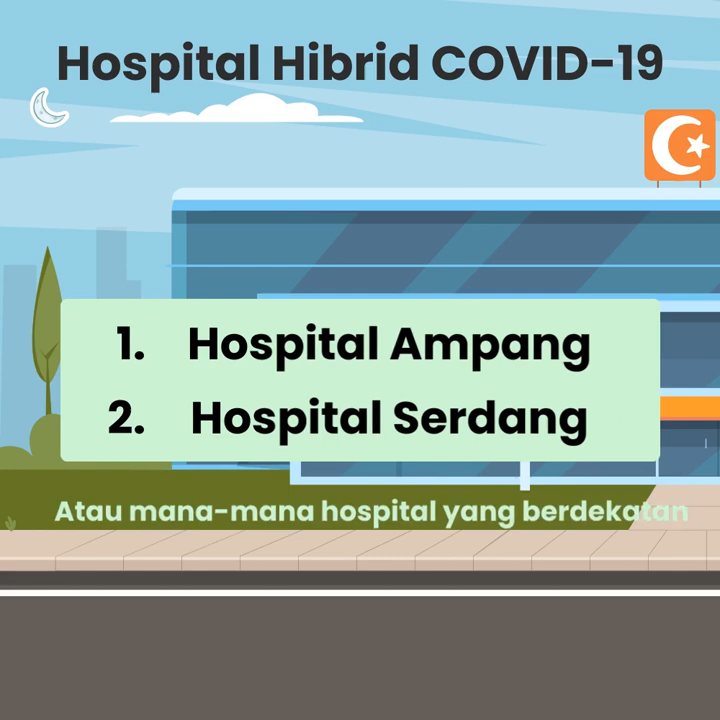 Hospital Hibrid COVID-19
1. Hospital Ampang
2. Hospital Serdang
Atau mana-mana hospital yang berdekatan